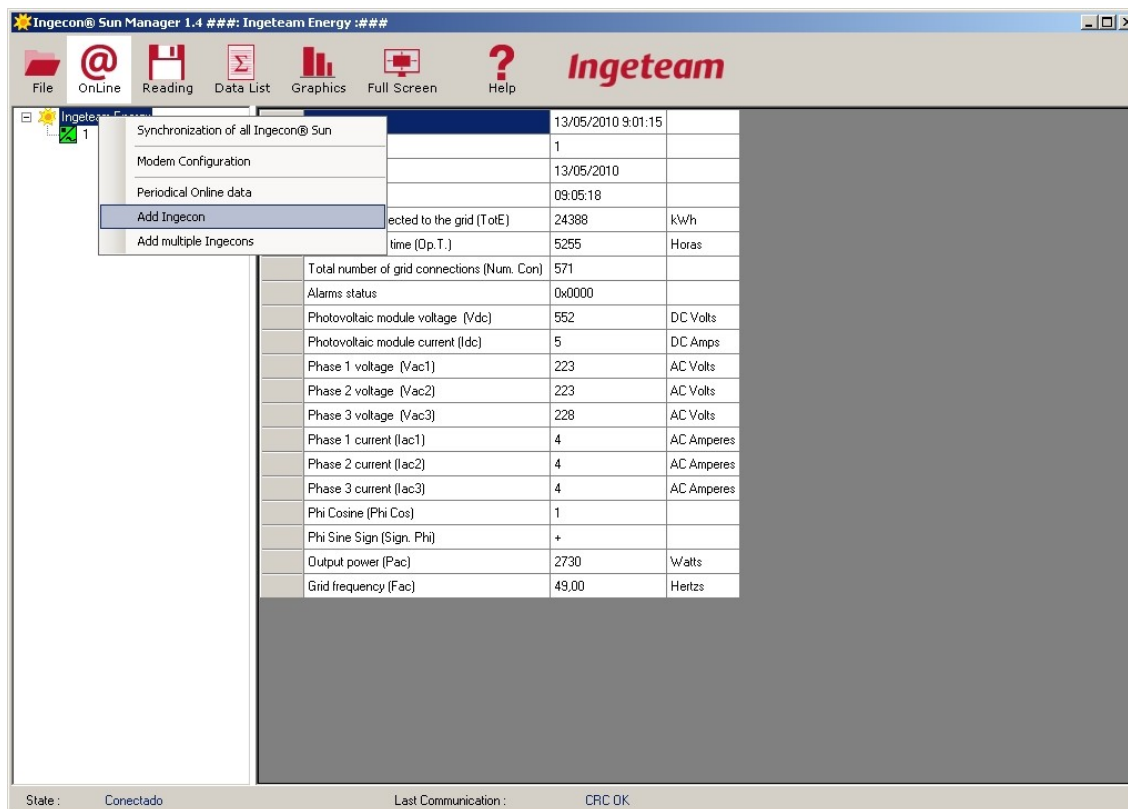 Ingecon® Sun Manager 1.4 ###: Ingeteam Energy :###
File OnLine Reading Data List Graphics Full Screen Help Ingeteam
Ingeteam Energy
1
Synchronization of all Ingecon® Sun
Modem Configuration
Periodical Online data
Add Ingecon
Add multiple Ingecons
13/05/2010 9:01:15
1
13/05/2010
09:05:18
ected to the grid (TotE) 24388 kWh
time (Op.T.) 5255 Horas
Total number of grid connections (Num. Con) 571
Alarms status 0x0000
Photovoltaic module voltage (Vdc) 552 DC Volts
Photovoltaic module current (Idc) 5 DC Amps
Phase 1 voltage (Vac1) 223 AC Volts
Phase 2 voltage (Vac2) 223 AC Volts
Phase 3 voltage (Vac3) 228 AC Volts
Phase 1 current (Iac1) 4 AC Amperes
Phase 2 current (Iac2) 4 AC Amperes
Phase 3 current (Iac3) 4 AC Amperes
Phi Cosine (Phi Cos) 1
Phi Sine Sign (Sign. Phi) +
Output power (Pac) 2730 Watts
Grid frequency (Fac) 49,00 Hertzs
State : Conectado Last Communication : CRC OK